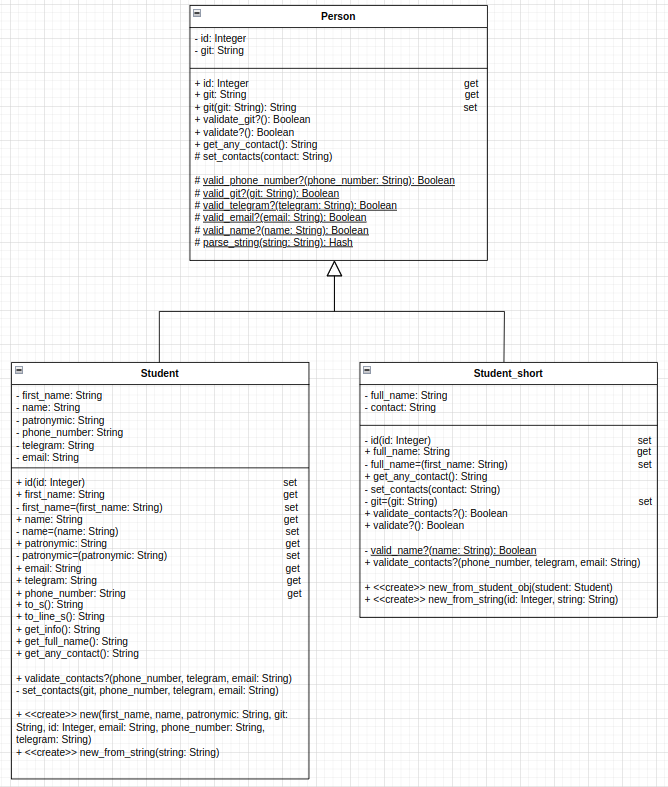 Person
- id: Integer
- git: String
+ id: Integer get
+ git: String get
+ git(git: String): String set
+ validate_git?(): Boolean
+ validate?(): Boolean
+ get_any_contact(): String
# set_contacts(contact: String)
# valid_phone_number?(phone_number: String): Boolean
# valid_git?(git: String): Boolean
# valid_telegram?(telegram: String): Boolean
# valid_email?(email: String): Boolean
# valid_name?(name: String): Boolean
# parse_string(string: String): Hash
Student
- first_name: String
- name: String
- patronymic: String
- phone_number: String
- telegram: String
- email: String
+ id(id: Integer) set
+ first_name: String get
- first_name=(first_name: String) set
+ name: String get
- name=(name: String) set
+ patronymic: String get
- patronymic=(patronymic: String) set
+ email: String get
+ telegram: String get
+ phone_number: String get
+ to_s(): String
+ to_line_s(): String
+ get_info(): String
+ get_full_name(): String
+ get_any_contact(): String
+ validate_contacts?(phone_number, telegram, email: String)
- set_contacts(git, phone_number, telegram, email: String)
+ <<create>> new(first_name, name, patronymic: String, git:
String, id: Integer, email: String, phone_number: String,
telegram: String)
+ <<create>> new_from_string(string: String)
Student_short
- full_name: String
- contact: String
- id(id: Integer) set
+ full_name: String get
- full_name=(first_name: String) set
+ get_any_contact(): String
- set_contacts(contact: String)
- git=(git: String) set
+ validate_contacts?(): Boolean
+ validate?(): Boolean
- valid_name?(name: String): Boolean
+ validate_contacts?(phone_number, telegram, email: String)
+ <<create>> new_from_student_obj(student: Student)
+ <<create>> new_from_string(id: Integer, string: String)